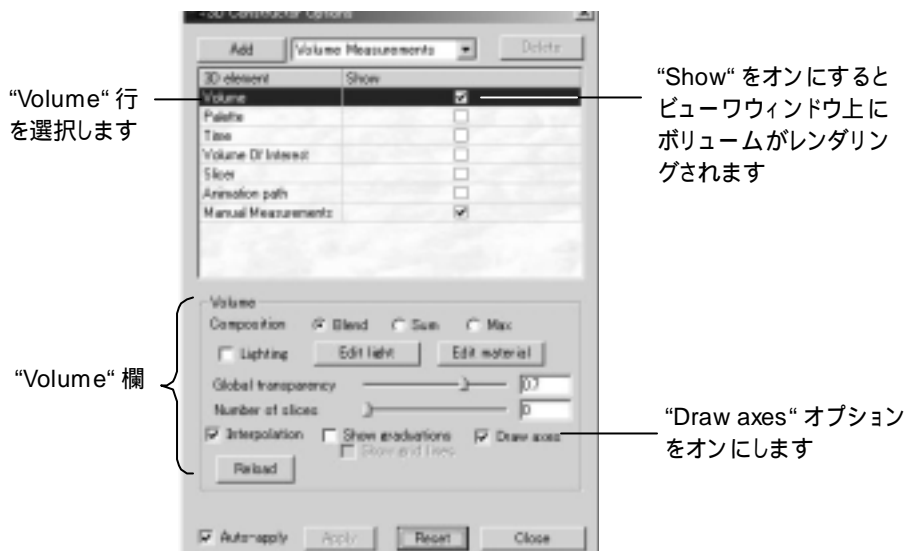 3D Constructor Options
Add Volume Measurements Delete
3D element Show
Volume
Palette
Time
Volume Of Interest
Slicer
Animation path
Manual Measurements
“Volume“ 行
を選択します
“Show“ をオンにすると
ビューワウィンドウ上に
ボリュームがレンダリン
グされます
“Volume“ 欄
Volume
Composition Blend Sum Max
Lighting Edit light Edit material
Global transparency 0.7
Number of slices 0
Interpolation Show graduations Draw axes
Show grid lines
Reload
“Draw axes“ オプション
をオンにします
Auto-apply Apply Reset Close